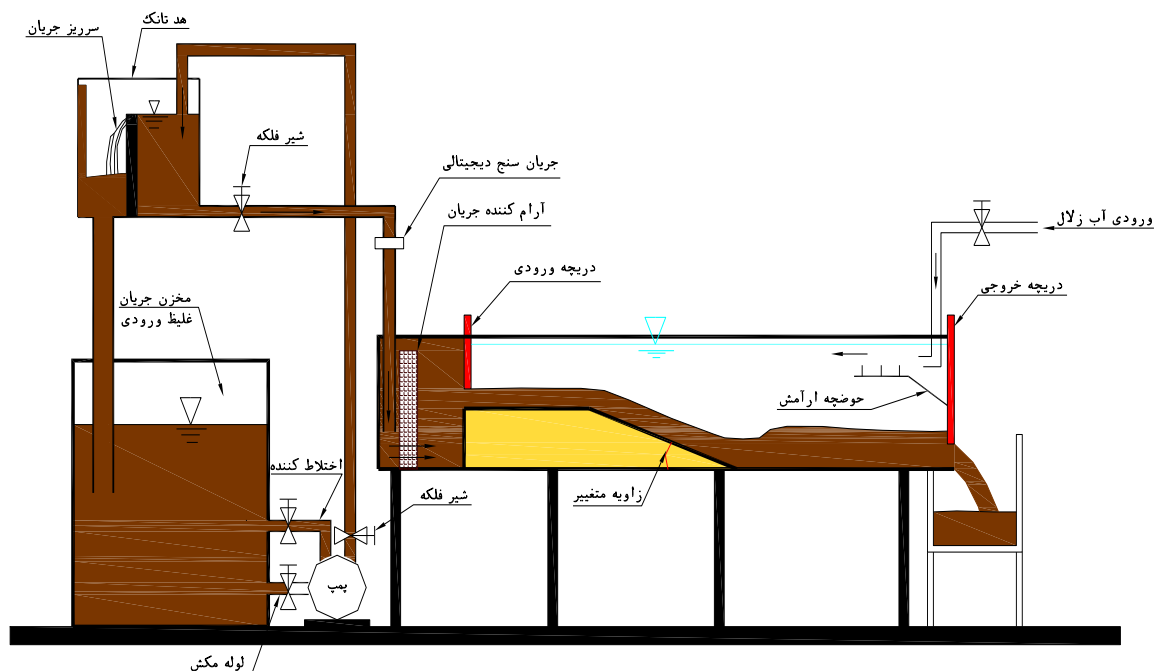 هد تانک
سرریز جریان
شیر فلکه
جریان سنج دیجیتالی
آرام کننده جریان
ورودی آب زلال
دریچه ورودی
دریچه خروجی
مخزن جریان
غلیظ ورودی
حوضچه ارآمش
اختلاط کننده
زاویه متغییر
شیر فلکه
پمپ
لوله مکش